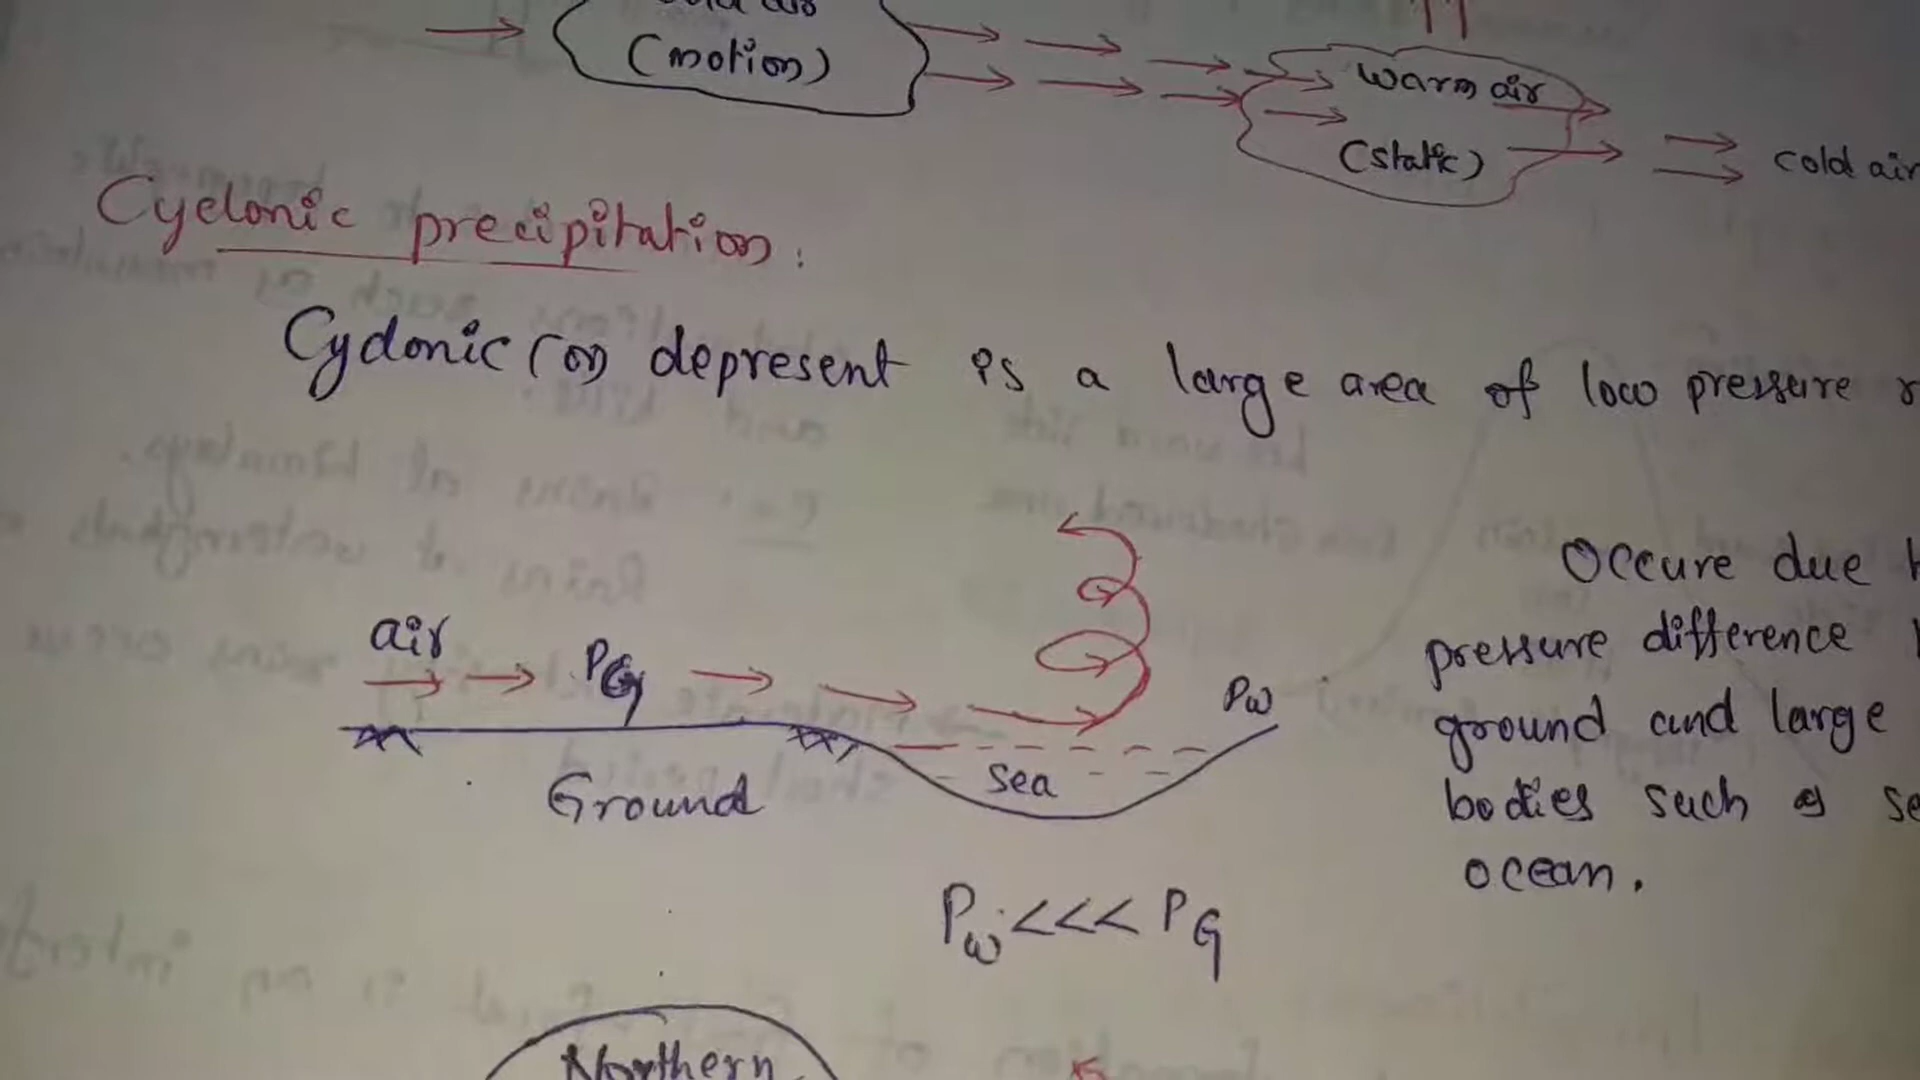 (motion)
warm air
(static)
cold air
Cyclonic precipitation:
Cyclonic (or) depresent is a large area of low pressure
Occure due
air
PG
pressure difference
Pw
ground and large
Sea
Ground
bodies such as se
ocean.
Pw <<< PG
Northern